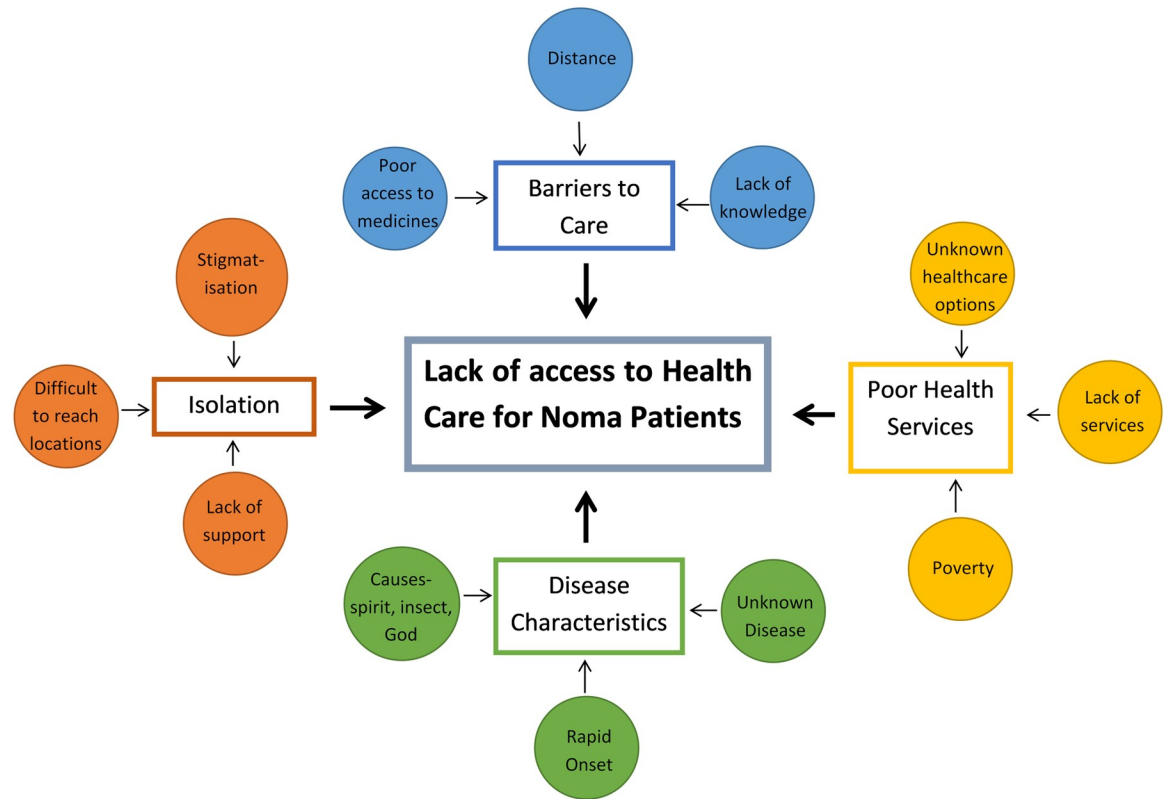 Distance
Poor
access to
medicines
Barriers to
Care
Lack of
knowledge
Stigmat-
isation
Difficult
to reach
locations
Isolation
Lack of
support
Lack of access to Health
Care for Noma Patients
Unknown
healthcare
options
Poor Health
Services
Lack of
services
Poverty
Causes-
spirit, insect,
God
Disease
Characteristics
Unknown
Disease
Rapid
Onset